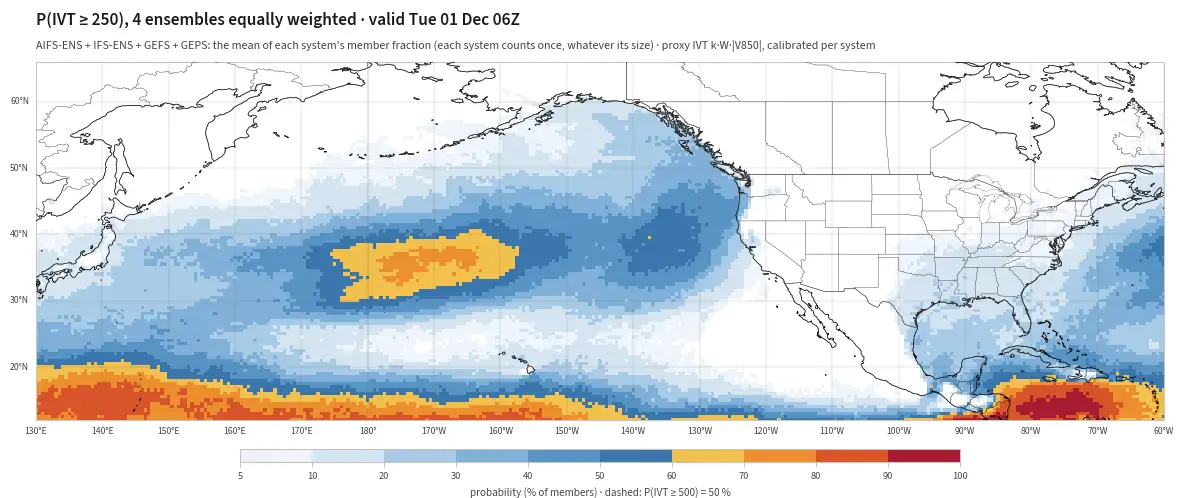 P(IVT ≥ 250), 4 ensembles equally weighted · valid Tue 01 Dec 06Z
AIFS-ENS + IFS-ENS + GEFS + GEPS: the mean of each system's member fraction (each system counts once, whatever its size) · proxy IVT k·W·|V850|, calibrated per system
60°N
50°N
40°N
30°N
20°N
130°E 140°E 150°E 160°E 170°E 180° 170°W 160°W 150°W 140°W 130°W 120°W 110°W 100°W 90°W 80°W 70°W 60°W
5 10 20 30 40 50 60 70 80 90 100
probability (% of members) · dashed: P(IVT ≥ 500) = 50 %